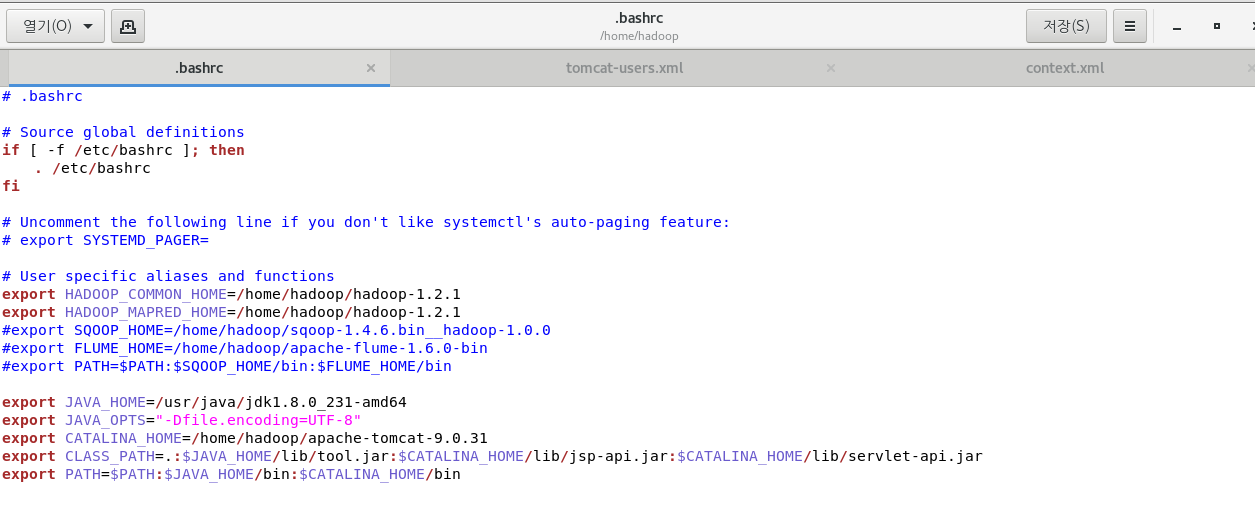 열기(O)
.bashrc
/home/hadoop
저장(S)
.bashrc
tomcat-users.xml
context.xml
# .bashrc
# Source global definitions
if [ -f /etc/bashrc ]; then
. /etc/bashrc
fi
# Uncomment the following line if you don't like systemctl's auto-paging feature:
# export SYSTEMD_PAGER=
# User specific aliases and functions
export HADOOP_COMMON_HOME=/home/hadoop/hadoop-1.2.1
export HADOOP_MAPRED_HOME=/home/hadoop/hadoop-1.2.1
#export SQOOP_HOME=/home/hadoop/sqoop-1.4.6.bin__hadoop-1.0.0
#export FLUME_HOME=/home/hadoop/apache-flume-1.6.0-bin
#export PATH=$PATH:$SQOOP_HOME/bin:$FLUME_HOME/bin
export JAVA_HOME=/usr/java/jdk1.8.0_231-amd64
export JAVA_OPTS="-Dfile.encoding=UTF-8"
export CATALINA_HOME=/home/hadoop/apache-tomcat-9.0.31
export CLASS_PATH=.:$JAVA_HOME/lib/tool.jar:$CATALINA_HOME/lib/jsp-api.jar:$CATALINA_HOME/lib/servlet-api.jar
export PATH=$PATH:$JAVA_HOME/bin:$CATALINA_HOME/bin